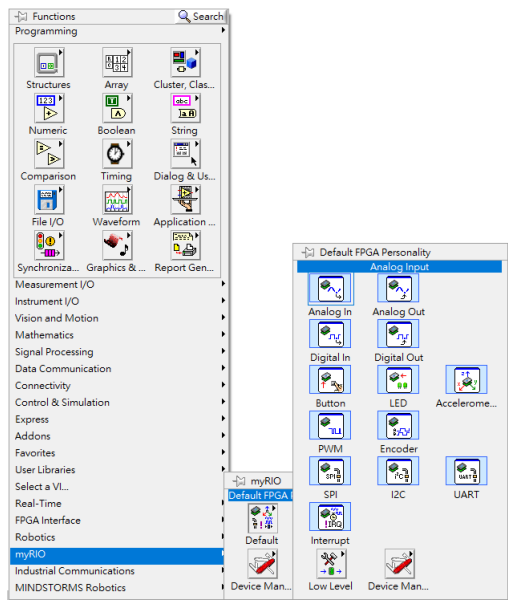 Functions Search
Programming
Structures Array Cluster, Clas...
Numeric Boolean String
Comparison Timing Dialog & Us...
File I/O Waveform Application ...
Synchroniza... Graphics & ... Report Gen...
Measurement I/O
Instrument I/O
Vision and Motion
Mathematics
Signal Processing
Data Communication
Connectivity
Control & Simulation
Express
Addons
Favorites
User Libraries
Select a VI...
Real-Time
FPGA Interface
Robotics
myRIO
Industrial Communications
MINDSTORMS Robotics
myRIO
Default FPGA
Default
Device Man...
Default FPGA Personality
Analog Input
Analog In Analog Out
Digital In Digital Out
Button LED Accelerome...
PWM Encoder
SPI I2C UART
Interrupt
Low Level Device Man...